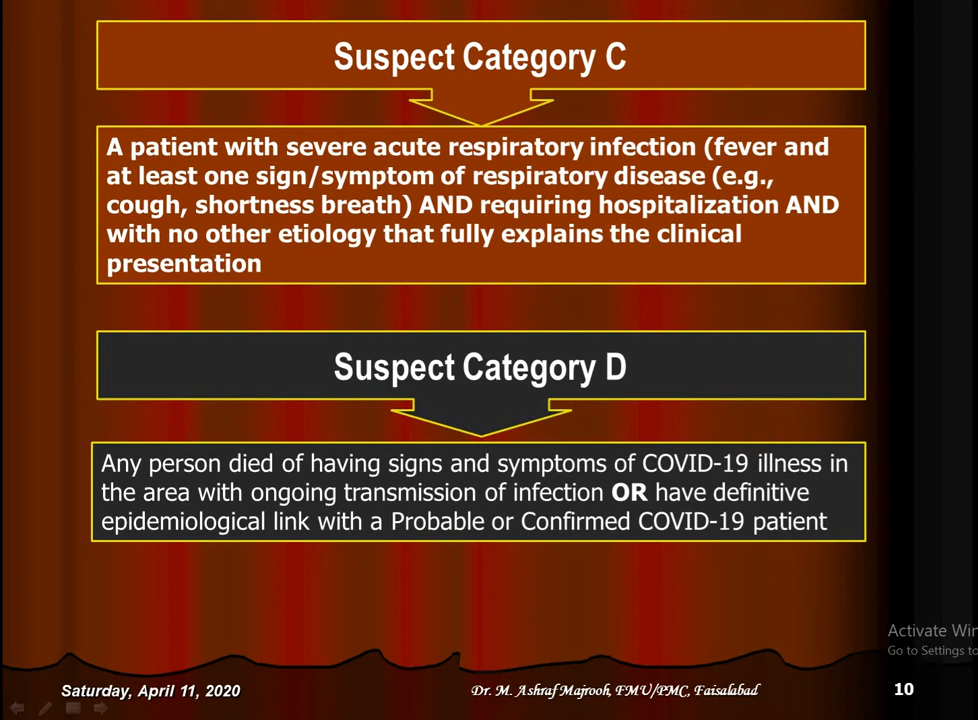 Suspect Category C
A patient with severe acute respiratory infection (fever and
at least one sign/symptom of respiratory disease (e.g.,
cough, shortness breath) AND requiring hospitalization AND
with no other etiology that fully explains the clinical
presentation
Suspect Category D
Any person died of having signs and symptoms of COVID-19 illness in
the area with ongoing transmission of infection OR have definitive
epidemiological link with a Probable or Confirmed COVID-19 patient
Activate Win
Go to Settings to
Saturday, April 11, 2020
Dr. M. Ashraf Majrooh, FMU/PMC, Faisalabad
10